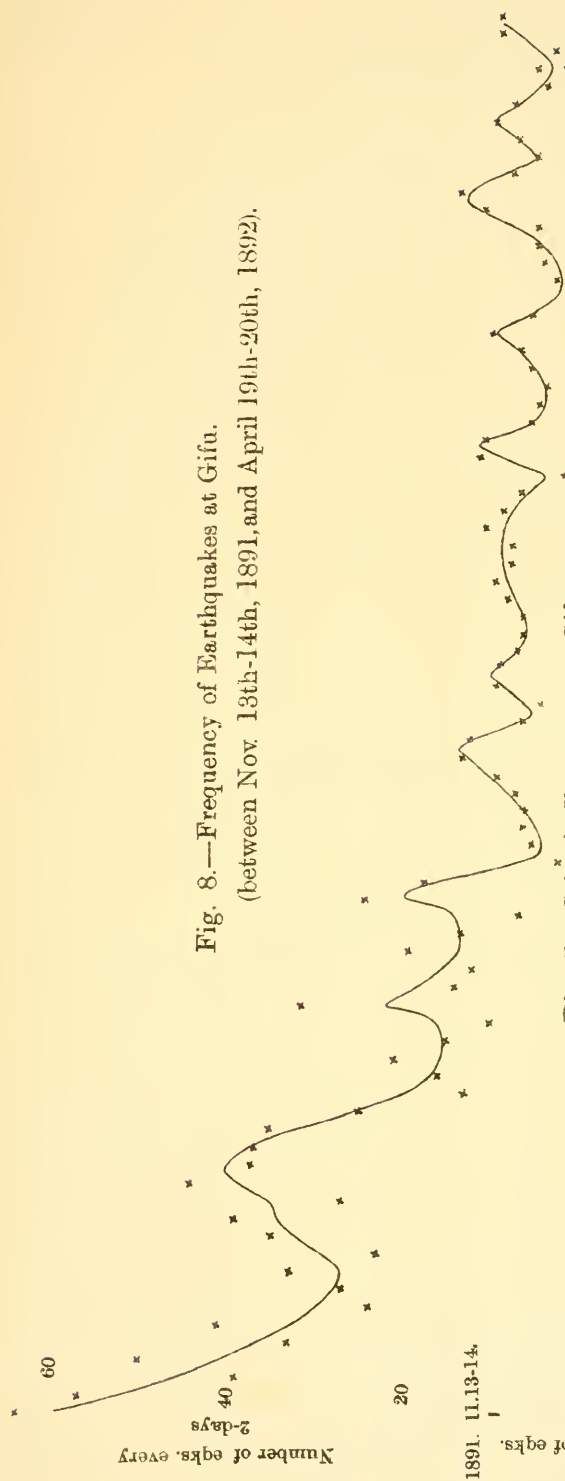 Fig. 8.—Frequency of Earthquakes at Gifu.
(between Nov. 13th-14th, 1891, and April 19th-20th, 1892).
60
40
20
Number of eqks. every
2-days
1891. 11.13-14.
of eqks.